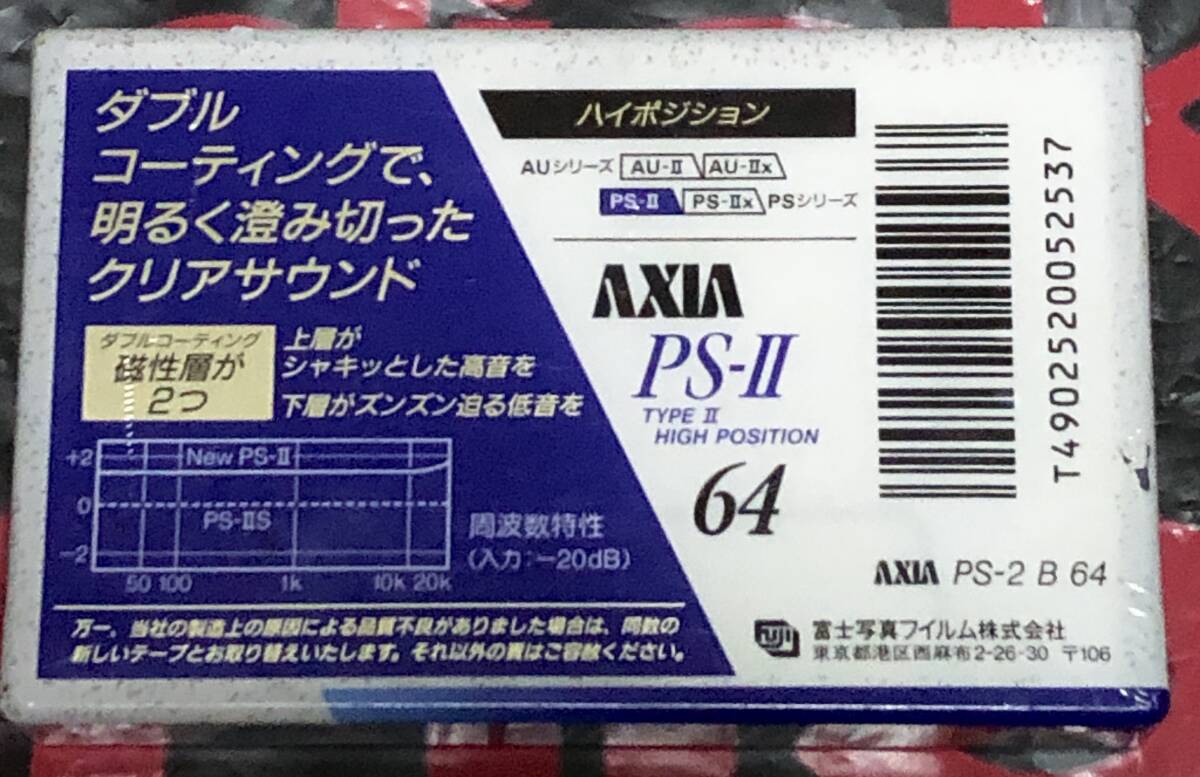 ダブル
コーティングで、
明るく澄み切った
クリアサウンド
ダブルコーティング
磁性層が
2つ
上層が
シャキッとした高音を
下層がズンズン迫る低音を
+2
New PS-II
0
PS-IIS
-2
50 100 1k 10k 20k
周波数特性
(入力:-20dB)
万一、当社の製造上の原因による品質不良がありました場合は、同数の
新しいテープとお取り替えいたします。それ以外の責はご容赦ください。
ハイポジション
AUシリーズ AU-II AU-IIx
PS-II PS-IIx PSシリーズ
AXIA
PS-II
TYPE II
HIGH POSITION
64
T4902520052537
AXIA PS-2 B 64
FUJI
富士写真フイルム株式会社
東京都港区西麻布2-26-30 〒106